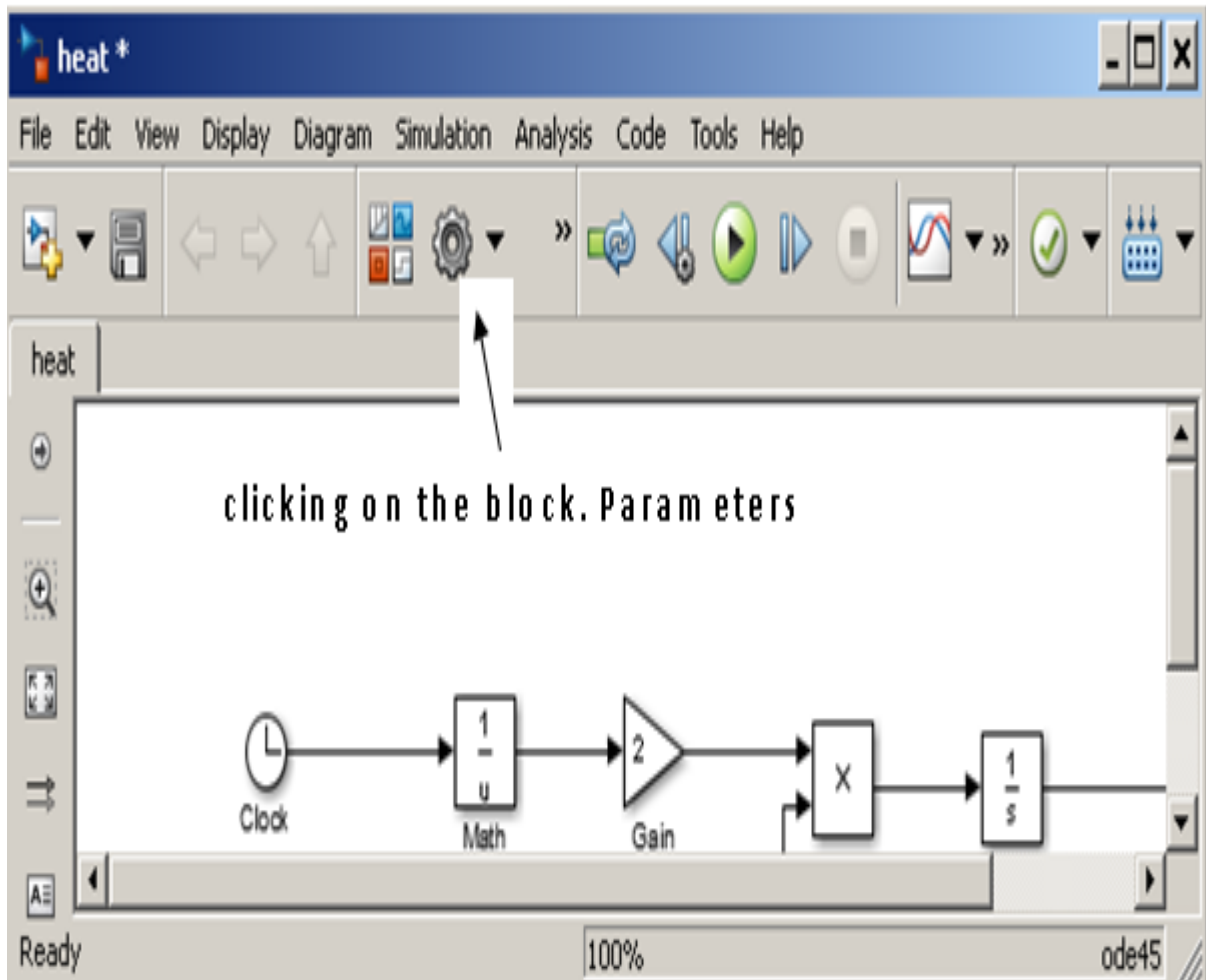 heat *
File Edit View Display Diagram Simulation Analysis Code Tools Help
heat
clicking on the block. Parameters
1
u
2
X
1
s
Clock
Math
Gain
Ready
100%
ode45